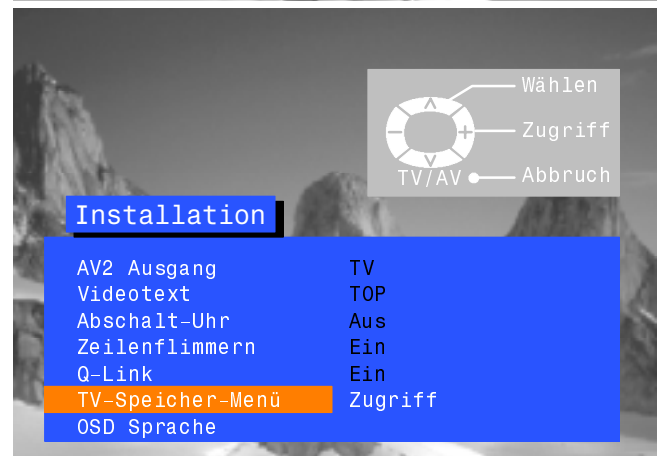 Wählen
Zugriff
TV/AV Abbruch
Installation
AV2 Ausgang TV
Videotext TOP
Abschalt-Uhr Aus
Zeilenflimmern Ein
Q-Link Ein
TV-Speicher-Menü Zugriff
OSD Sprache